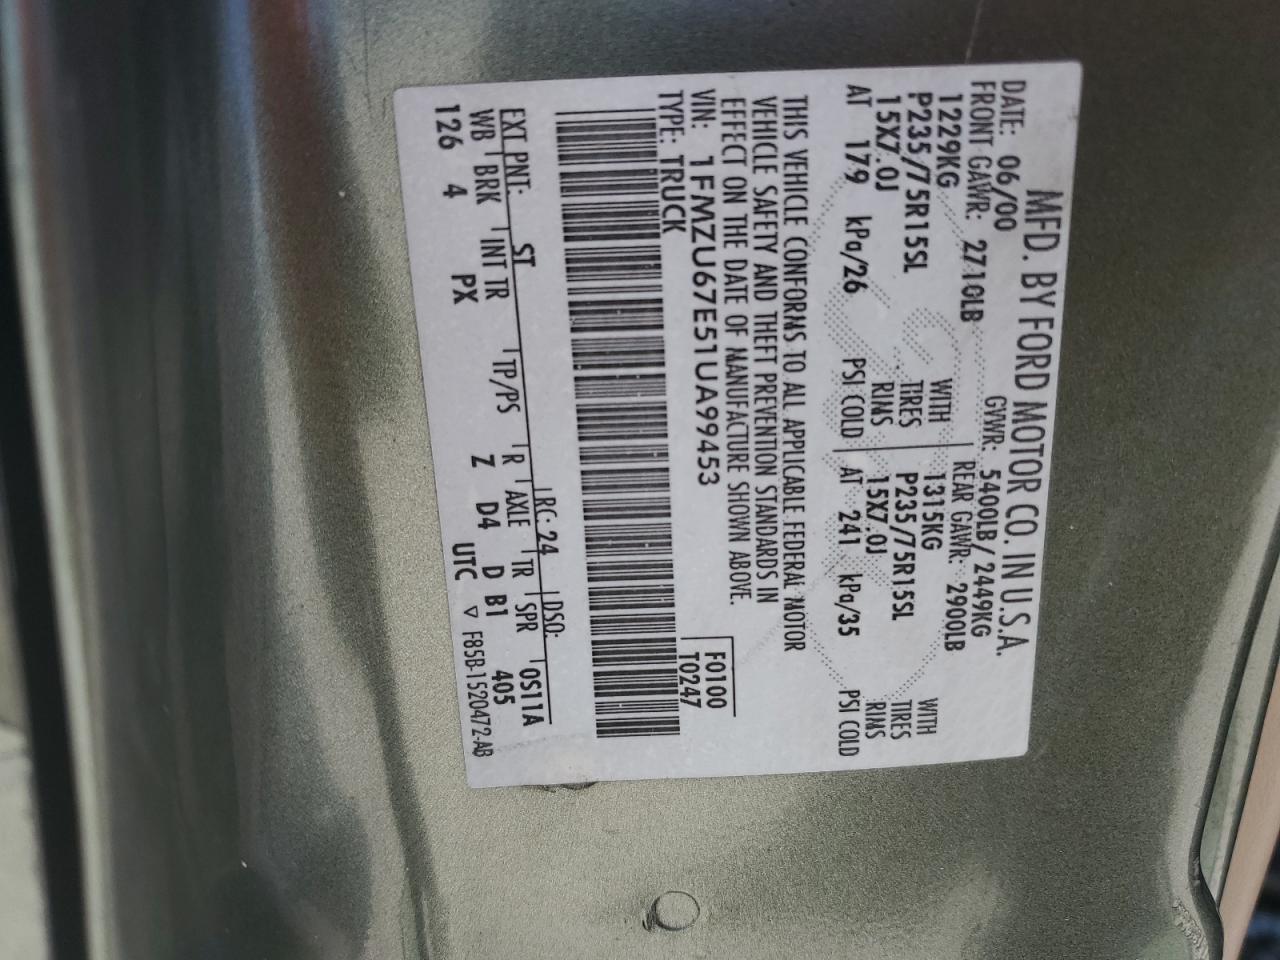 MFD. BY FORD MOTOR CO. IN U.S.A.
DATE: 06/00 GVWR: 5400LB/ 2449KG
FRONT GAWR: 2710LB REAR GAWR: 2900LB
1229KG WITH 1315KG WITH
P235/75R15SL TIRES P235/75R15SL TIRES
15X7.0J RIMS 15X7.0J RIMS
AT 179 kPa/26 PSI COLD AT 241 kPa/35 PSI COLD
THIS VEHICLE CONFORMS TO ALL APPLICABLE FEDERAL MOTOR
VEHICLE SAFETY AND THEFT PREVENTION STANDARDS IN
EFFECT ON THE DATE OF MANUFACTURE SHOWN ABOVE.
VIN: 1FMZU67E51UA99453 F0100
TYPE: TRUCK T0247
EXT PNT: ST RC: 24 DSO:
WB BRK INT TR TP/PS R AXLE TR SPR 0S11A
126 4 PX Z D4 D B1 405
UTC ▽ F85B-1520472-AB